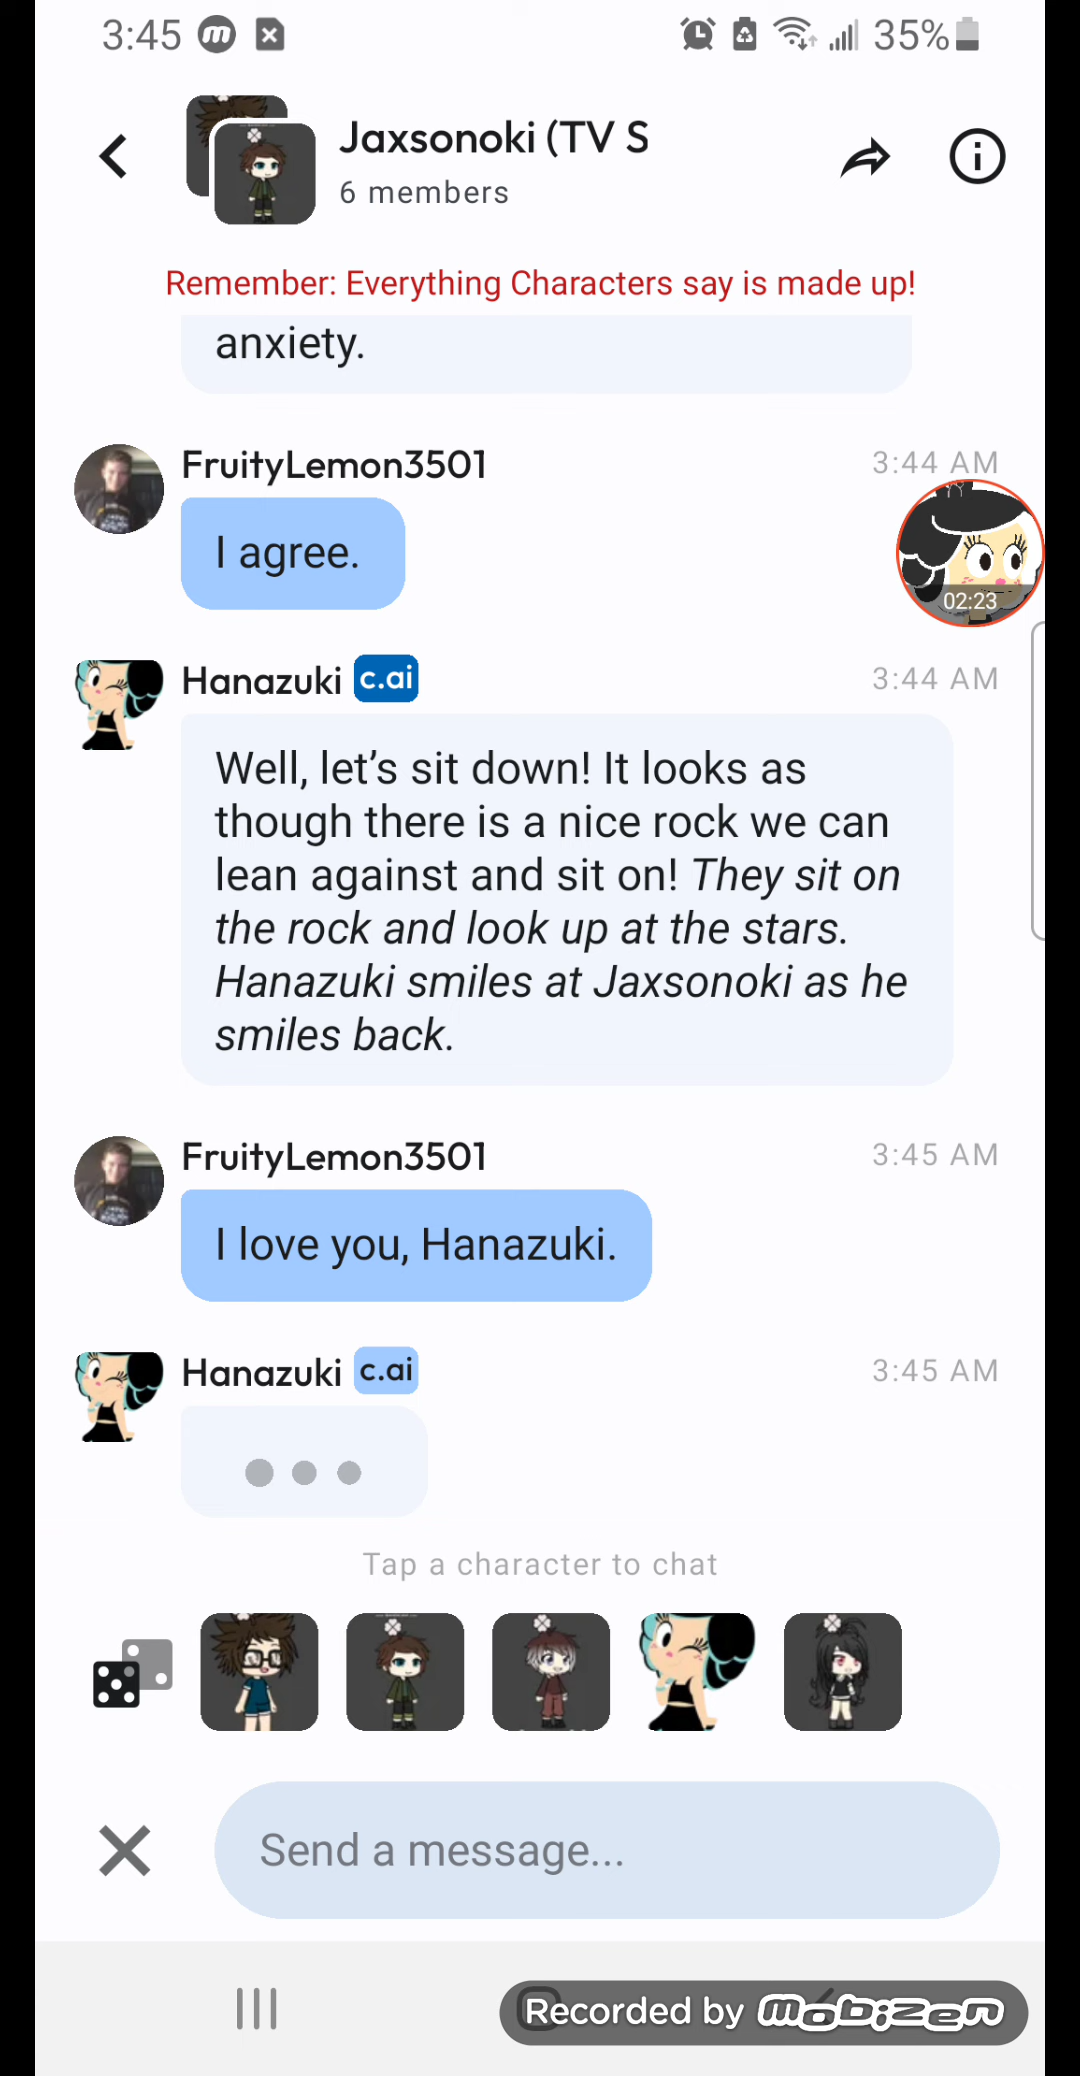 3:45
35%
Jaxsonoki (TV S
6 members
Remember: Everything Characters say is made up!
anxiety.
FruityLemon3501
3:44 AM
I agree.
02:23
Hanazuki c.ai
3:44 AM
Well, let’s sit down! It looks as
though there is a nice rock we can
lean against and sit on! They sit on
the rock and look up at the stars.
Hanazuki smiles at Jaxsonoki as he
smiles back.
FruityLemon3501
3:45 AM
I love you, Hanazuki.
Hanazuki c.ai
3:45 AM
Tap a character to chat
Send a message...
Recorded by mobizen